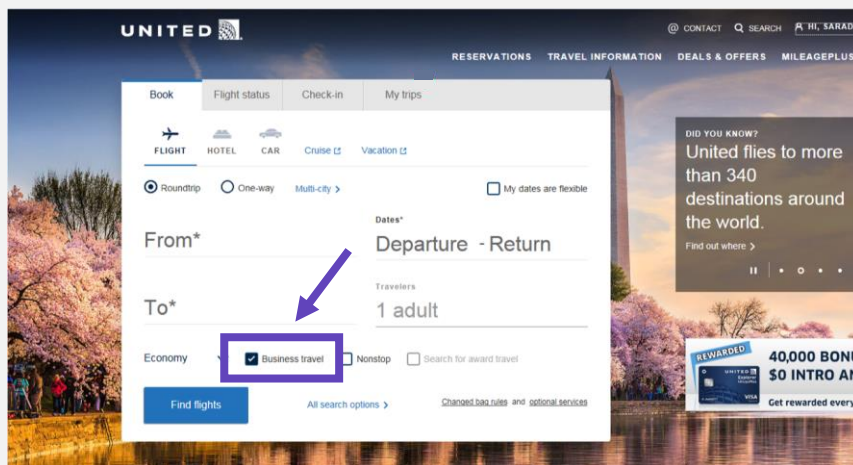 UNITED
@ CONTACT SEARCH HI, SARAD
RESERVATIONS TRAVEL INFORMATION DEALS & OFFERS MILEAGEPLUS
Book Flight status Check-in My trips
FLIGHT HOTEL CAR Cruise Vacation
Roundtrip One-way Multi-city > My dates are flexible
From*
Dates*
Departure - Return
To*
Travelers
1 adult
Economy Business travel Nonstop Search for award travel
Find flights All search options > Changed bag rules and optional services
DID YOU KNOW?
United flies to more
than 340
destinations around
the world.
Find out where >
REWARDED
UNITED
Explorer
VISA
40,000 BONU
$0 INTRO AN
Get rewarded every